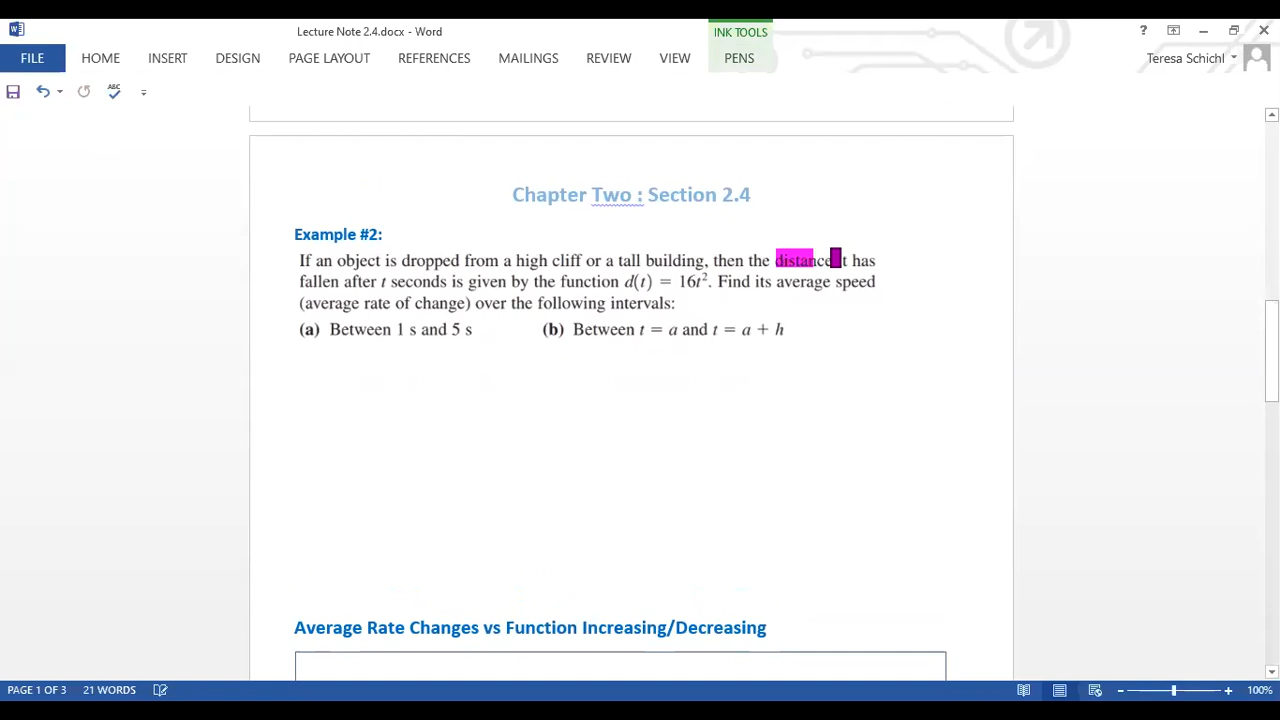 Lecture Note 2.4.docx - Word
INK TOOLS
?
FILE
HOME
INSERT
DESIGN
PAGE LAYOUT
REFERENCES
MAILINGS
REVIEW
VIEW
PENS
Teresa Schichl
ABC
Chapter Two : Section 2.4
Example #2:
If an object is dropped from a high cliff or a tall building, then the distance it has
fallen after t seconds is given by the function d(t) = 16t². Find its average speed
(average rate of change) over the following intervals:
(a) Between 1 s and 5 s (b) Between t = a and t = a + h
Average Rate Changes vs Function Increasing/Decreasing
PAGE 1 OF 3 21 WORDS 100%